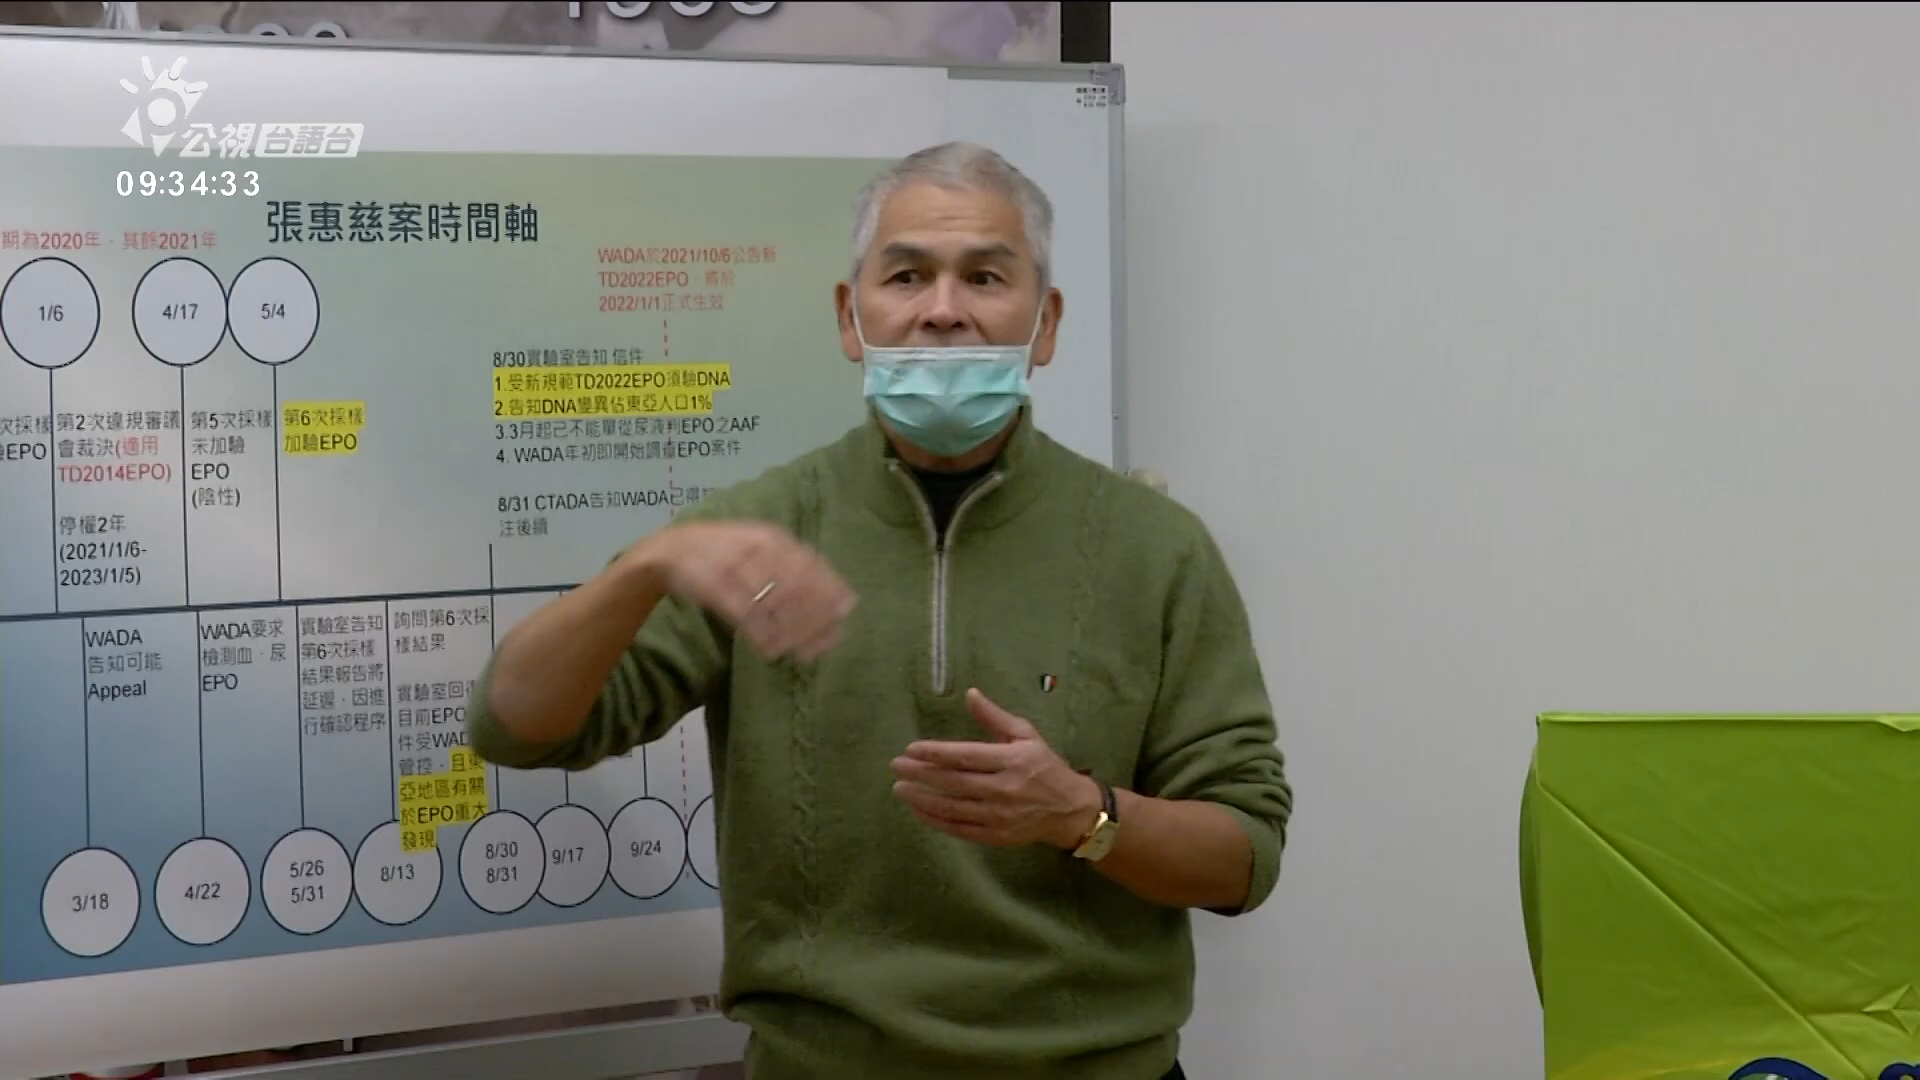 公視台語台
09:34:33
張惠慈案時間軸
期為2020年，其餘2021年
1/6
4/17
5/4
WADA於2021/10/6公告新
TD2022EPO 將於
2022/1/1正式生效
8/30實驗室告知 信件
1.受新規範TD2022EPO須驗DNA
2.告知DNA變異佔東亞人口1%
3.3月起已不能單從尿液判EPO之AAF
4. WADA年初即開始調查EPO案件
8/31 CTADA告知WADA已得
注後續
次採樣
EPO
第2次違規審議
會裁決(適用
TD2014EPO)
停權2年
(2021/1/6-
2023/1/5)
第5次採樣
未加驗
EPO
(陰性)
第6次採樣
加驗EPO
WADA
告知可能
Appeal
WADA要求
檢測血、尿
EPO
實驗室告知
第6次採樣
結果報告將
延遲，因進
行確認程序
詢問第6次採
樣結果
實驗室回
目前EPO
件受WAD
管控，且東
亞地區有關
於EPO重大
發現
3/18
4/22
5/26
5/31
8/13
8/30
8/31
9/17
9/24